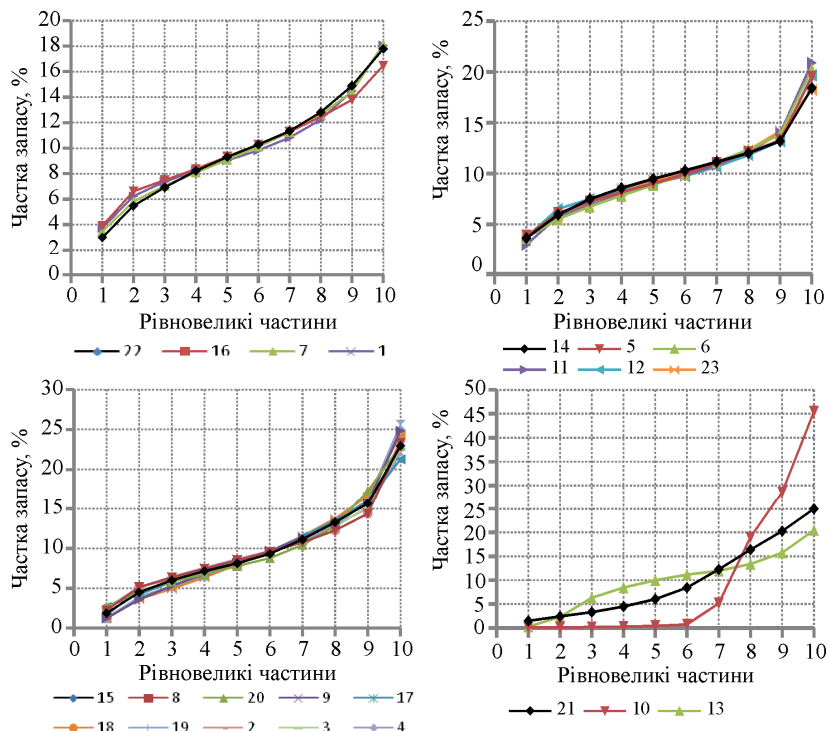 Частка запасу, %
20
18
16
14
12
10
8
6
4
2
0
0 1 2 3 4 5 6 7 8 9 10
Рівновеликі частини
22 16 7 1
Частка запасу, %
25
20
15
10
5
0
0 1 2 3 4 5 6 7 8 9 10
Рівновеликі частини
14 5 6
11 12 23
Частка запасу, %
30
25
20
15
10
5
0
0 1 2 3 4 5 6 7 8 9 10
Рівновеликі частини
15 8 20 9 17
18 19 2 3 4
Частка запасу, %
50
45
40
35
30
25
20
15
10
5
0
0 1 2 3 4 5 6 7 8 9 10
Рівновеликі частини
21 10 13